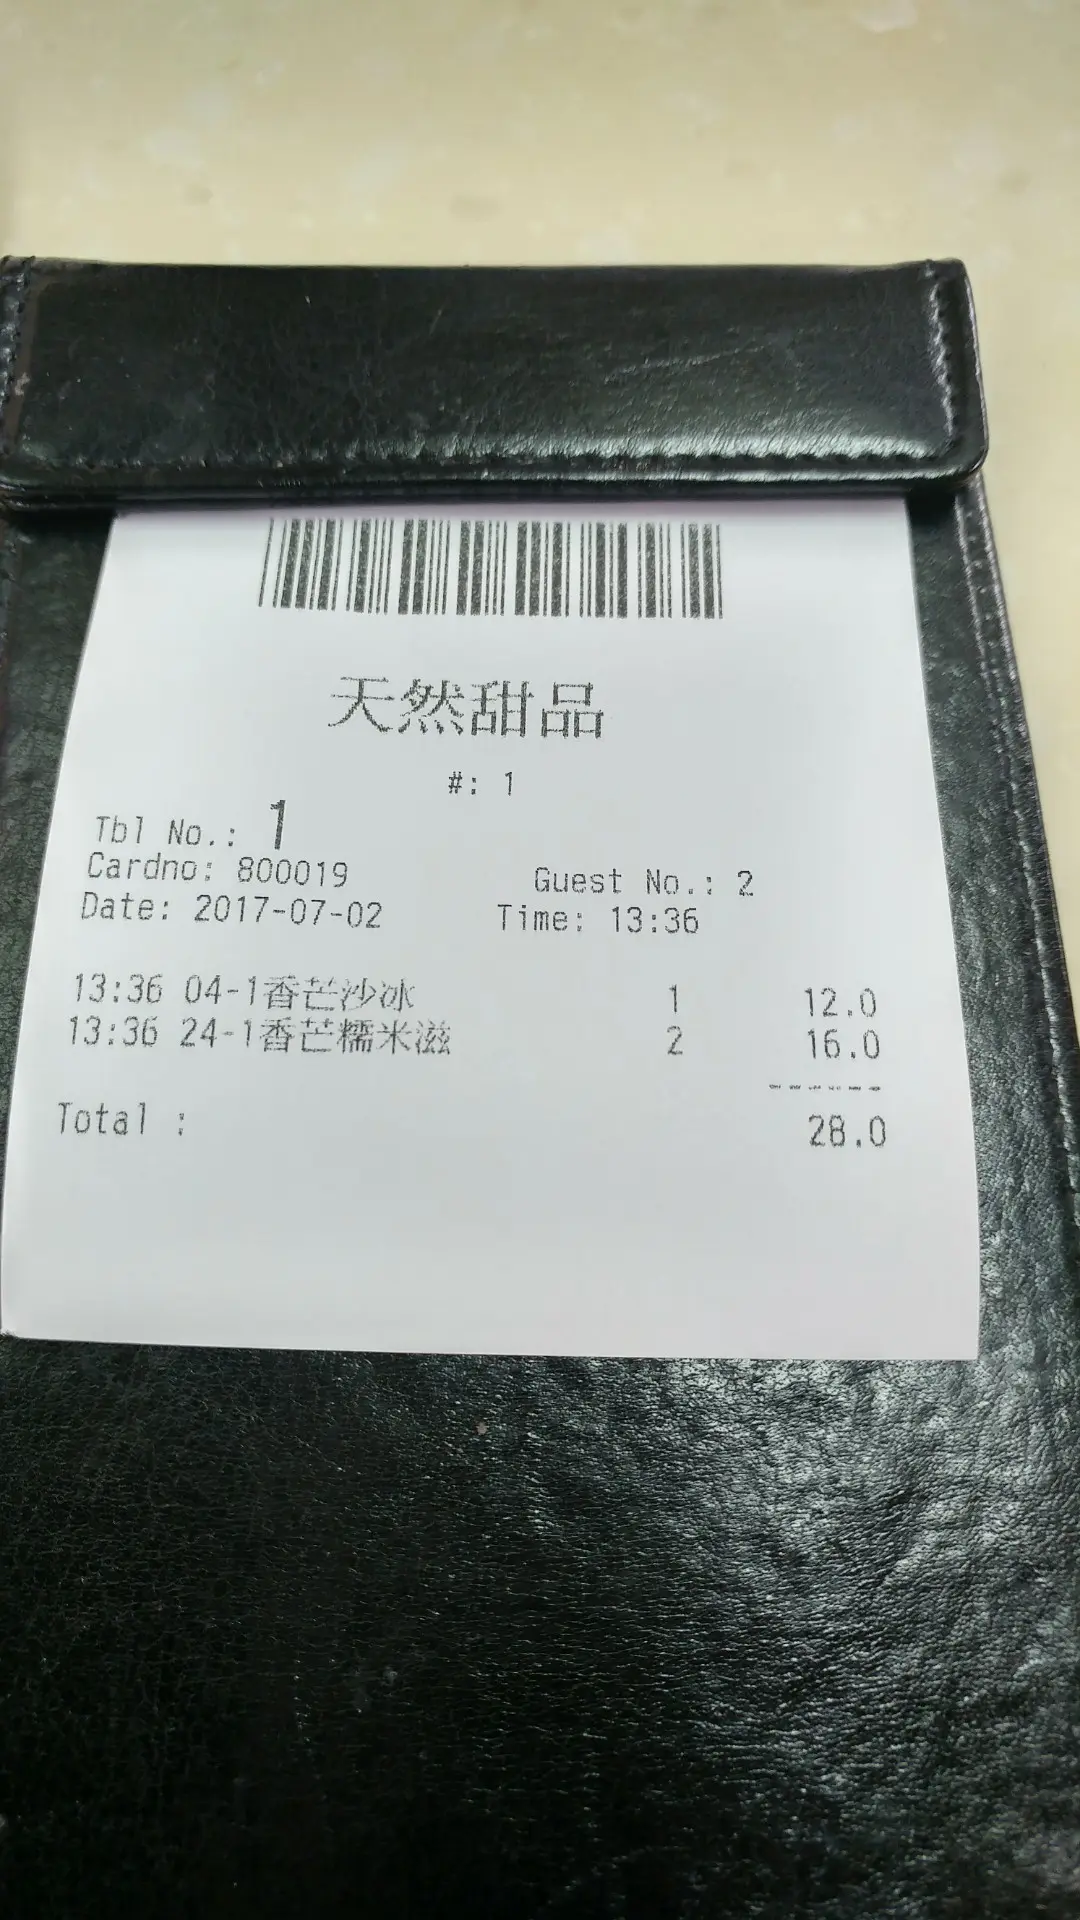 天然甜品
#: 1
Tbl No.: 1
Cardno: 800019 Guest No.: 2
Date: 2017-07-02 Time: 13:36
13:36 04-1香芒沙冰 1 12.0
13:36 24-1香芒糯米滋 2 16.0
------
Total : 28.0